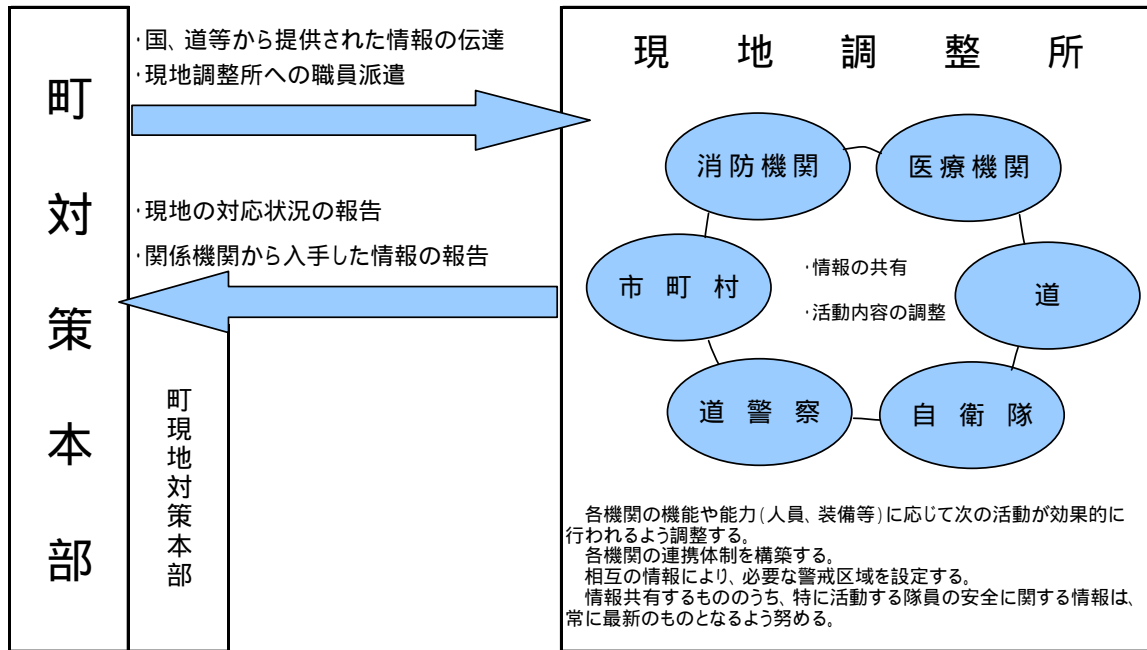 町対策本部
・国、道等から提供された情報の伝達
・現地調整所への職員派遣
・現地の対応状況の報告
・関係機関から入手した情報の報告
町現地対策本部
現地調整所
消防機関
医療機関
市町村
・情報の共有
・活動内容の調整
道
道警察
自衛隊
各機関の機能や能力(人員、装備等)に応じて次の活動が効果的に
行われるよう調整する。
各機関の連携体制を構築する。
相互の情報により、必要な警戒区域を設定する。
情報共有するもののうち、特に活動する隊員の安全に関する情報は、
常に最新のものとなるよう努める。